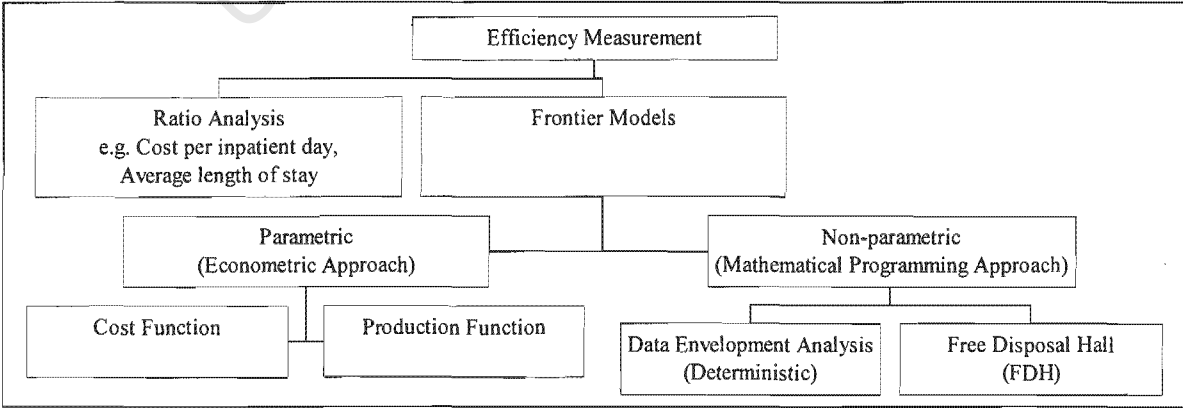 Efficiency Measurement
Ratio Analysis
e.g. Cost per inpatient day,
Average length of stay
Frontier Models
Parametric
(Econometric Approach)
Non-parametric
(Mathematical Programming Approach)
Cost Function
Production Function
Data Envelopment Analysis
(Deterministic)
Free Disposal Hall
(FDH)